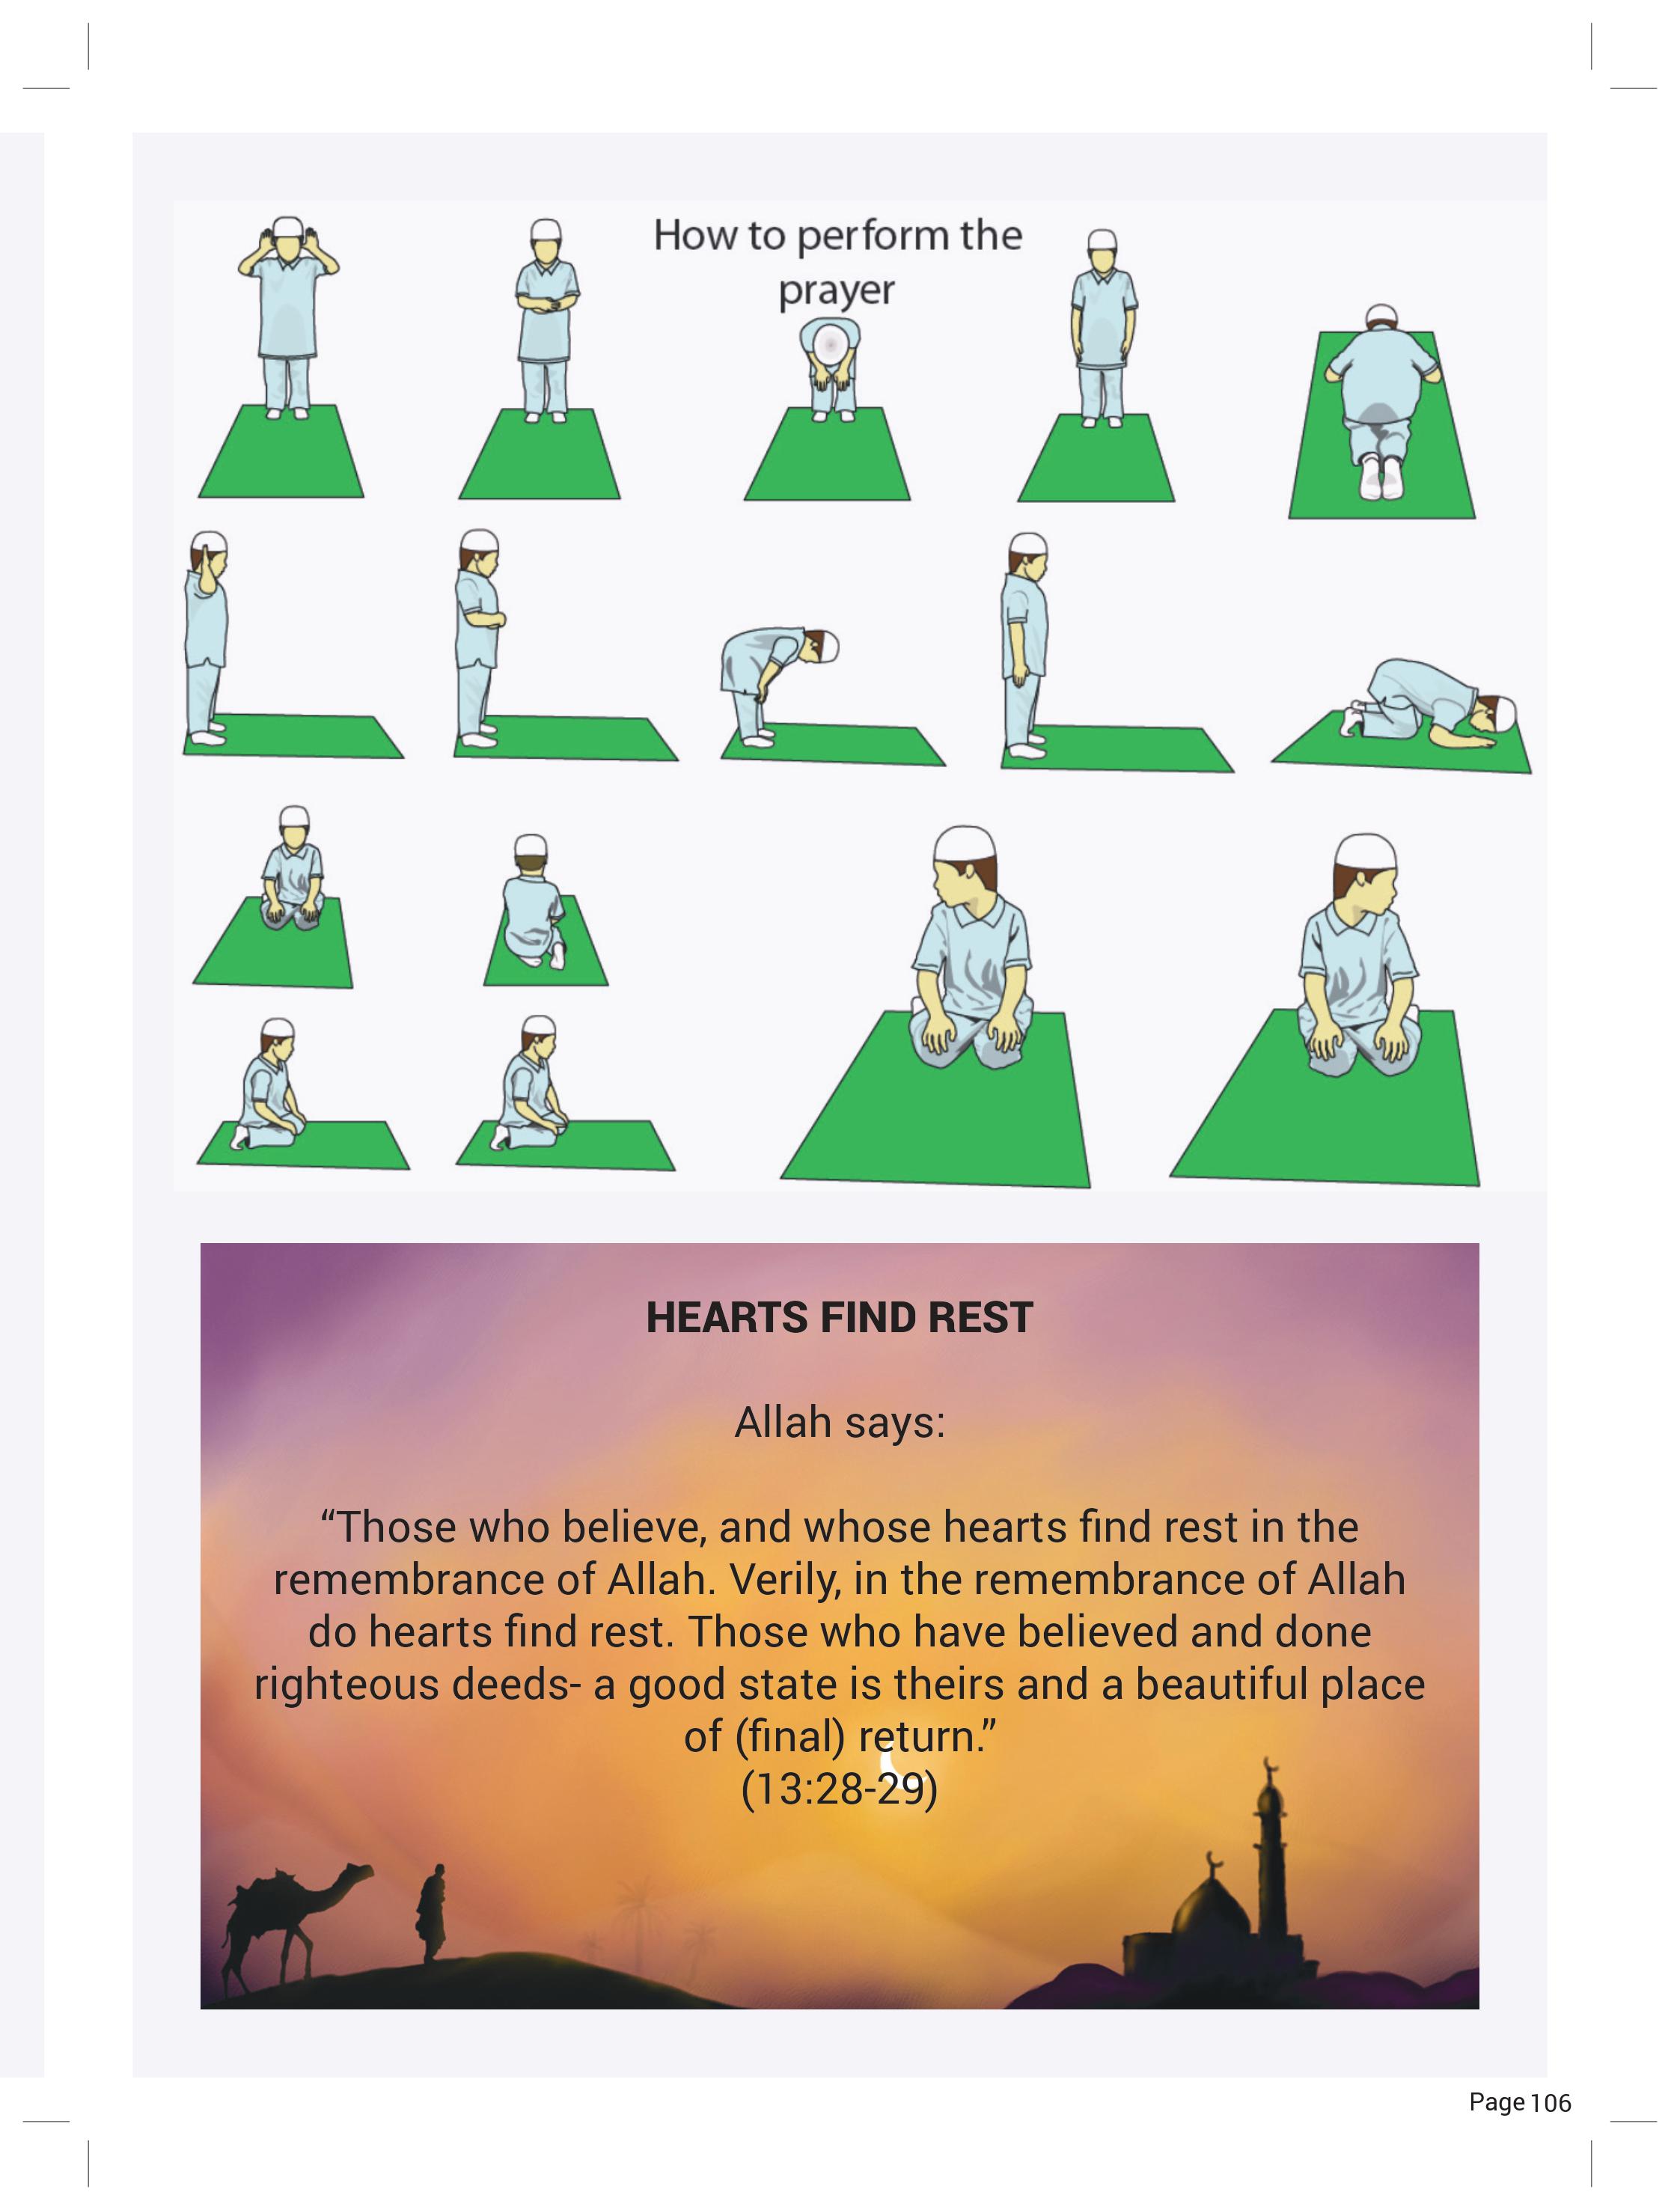 How to perform the
prayer
HEARTS FIND REST
Allah says:
“Those who believe, and whose hearts find rest in the
remembrance of Allah. Verily, in the remembrance of Allah
do hearts find rest. Those who have believed and done
righteous deeds- a good state is theirs and a beautiful place
of (final) return.”
(13:28-29)
Page 106